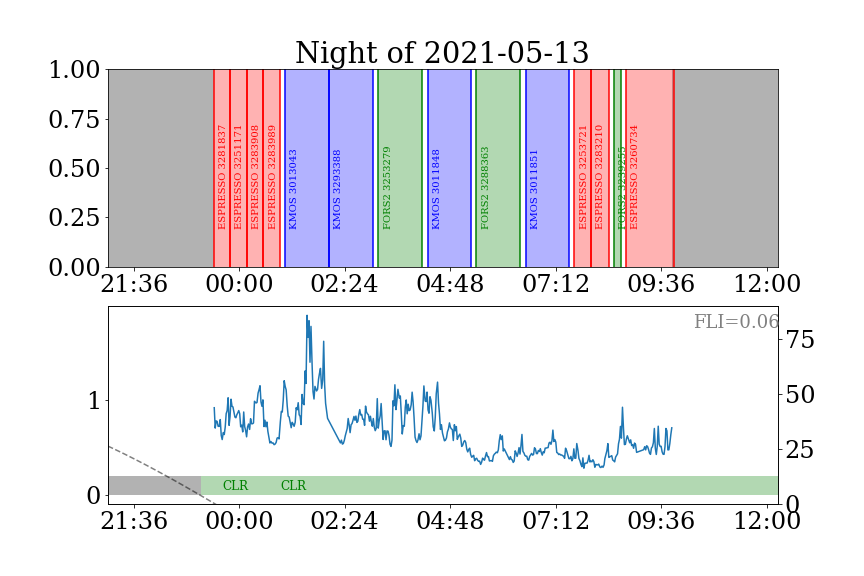 Night of 2021-05-13
1.00
0.75
0.50
0.25
0.00
ESPRESSO 3281837
ESPRESSO 3251171
ESPRESSO 3283908
ESPRESSO 3283989
KMOS 3013043
KMOS 3293388
FORS2 3253279
KMOS 3011848
FORS2 3288363
KMOS 3011851
ESPRESSO 3253721
ESPRESSO 3283210
FORS2 3239255
ESPRESSO 3260734
21:36 00:00 02:24 04:48 07:12 09:36 12:00
FLI=0.06
1
0
75
50
25
0
CLR CLR
21:36 00:00 02:24 04:48 07:12 09:36 12:00